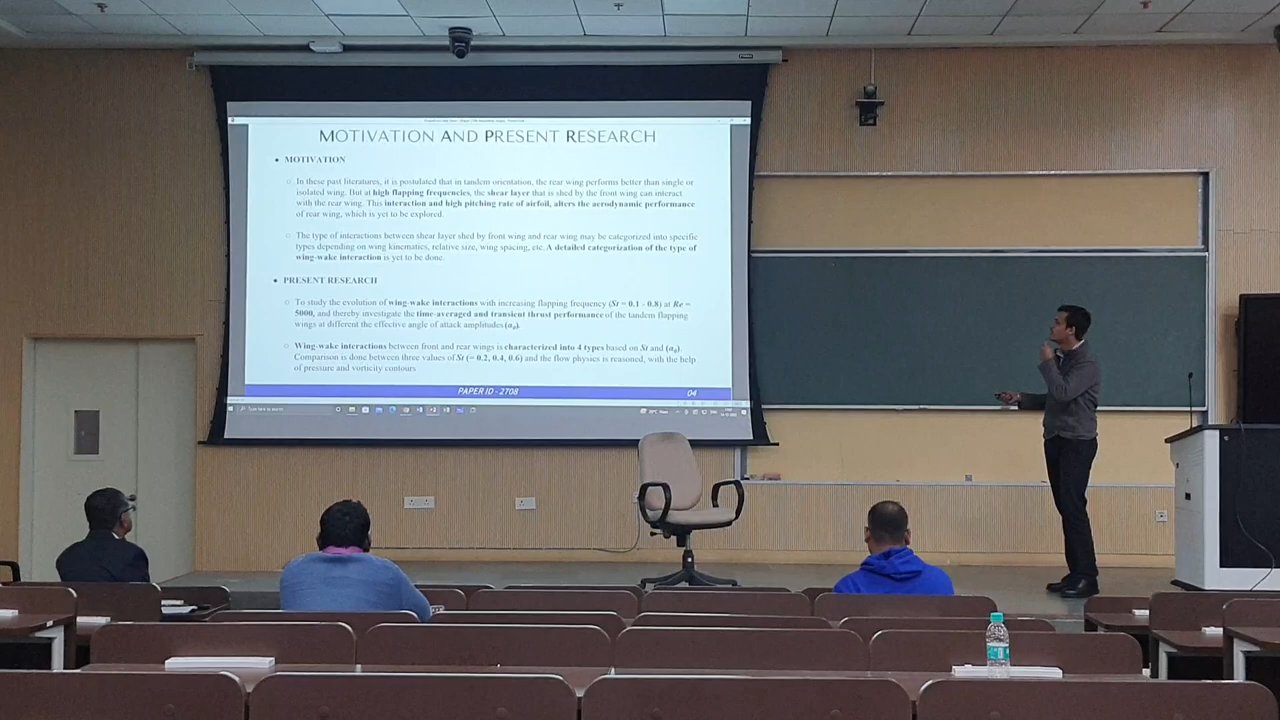 MOTIVATION AND PRESENT RESEARCH
• MOTIVATION
○ In these past literatures, it is postulated that in tandem orientation, the rear wing performs better than single or
isolated wing. But at high flapping frequencies, the shear layer that is shed by the front wing can interact
with the rear wing. This interaction and high pitching rate of airfoil, alters the aerodynamic performance
of rear wing, which is yet to be explored.
○ The type of interactions between shear layer shed by front wing and rear wing may be categorized into specific
types depending on wing kinematics, relative size, wing spacing, etc. A detailed categorization of the type of
wing-wake interaction is yet to be done.
• PRESENT RESEARCH
○ To study the evolution of wing-wake interactions with increasing flapping frequency (St = 0.1 - 0.8) at Re =
5000, and thereby investigate the time-averaged and transient thrust performance of the tandem flapping
wings at different the effective angle of attack amplitudes
○ Wing-wake interactions between front and rear wings is characterized into 4 types based on St and
Comparison is done between three values of St (= 0.2, 0.4, 0.6) and the flow physics is reasoned, with the help
of pressure and vorticity contours
PAPER ID - 2708 04
Type here to search